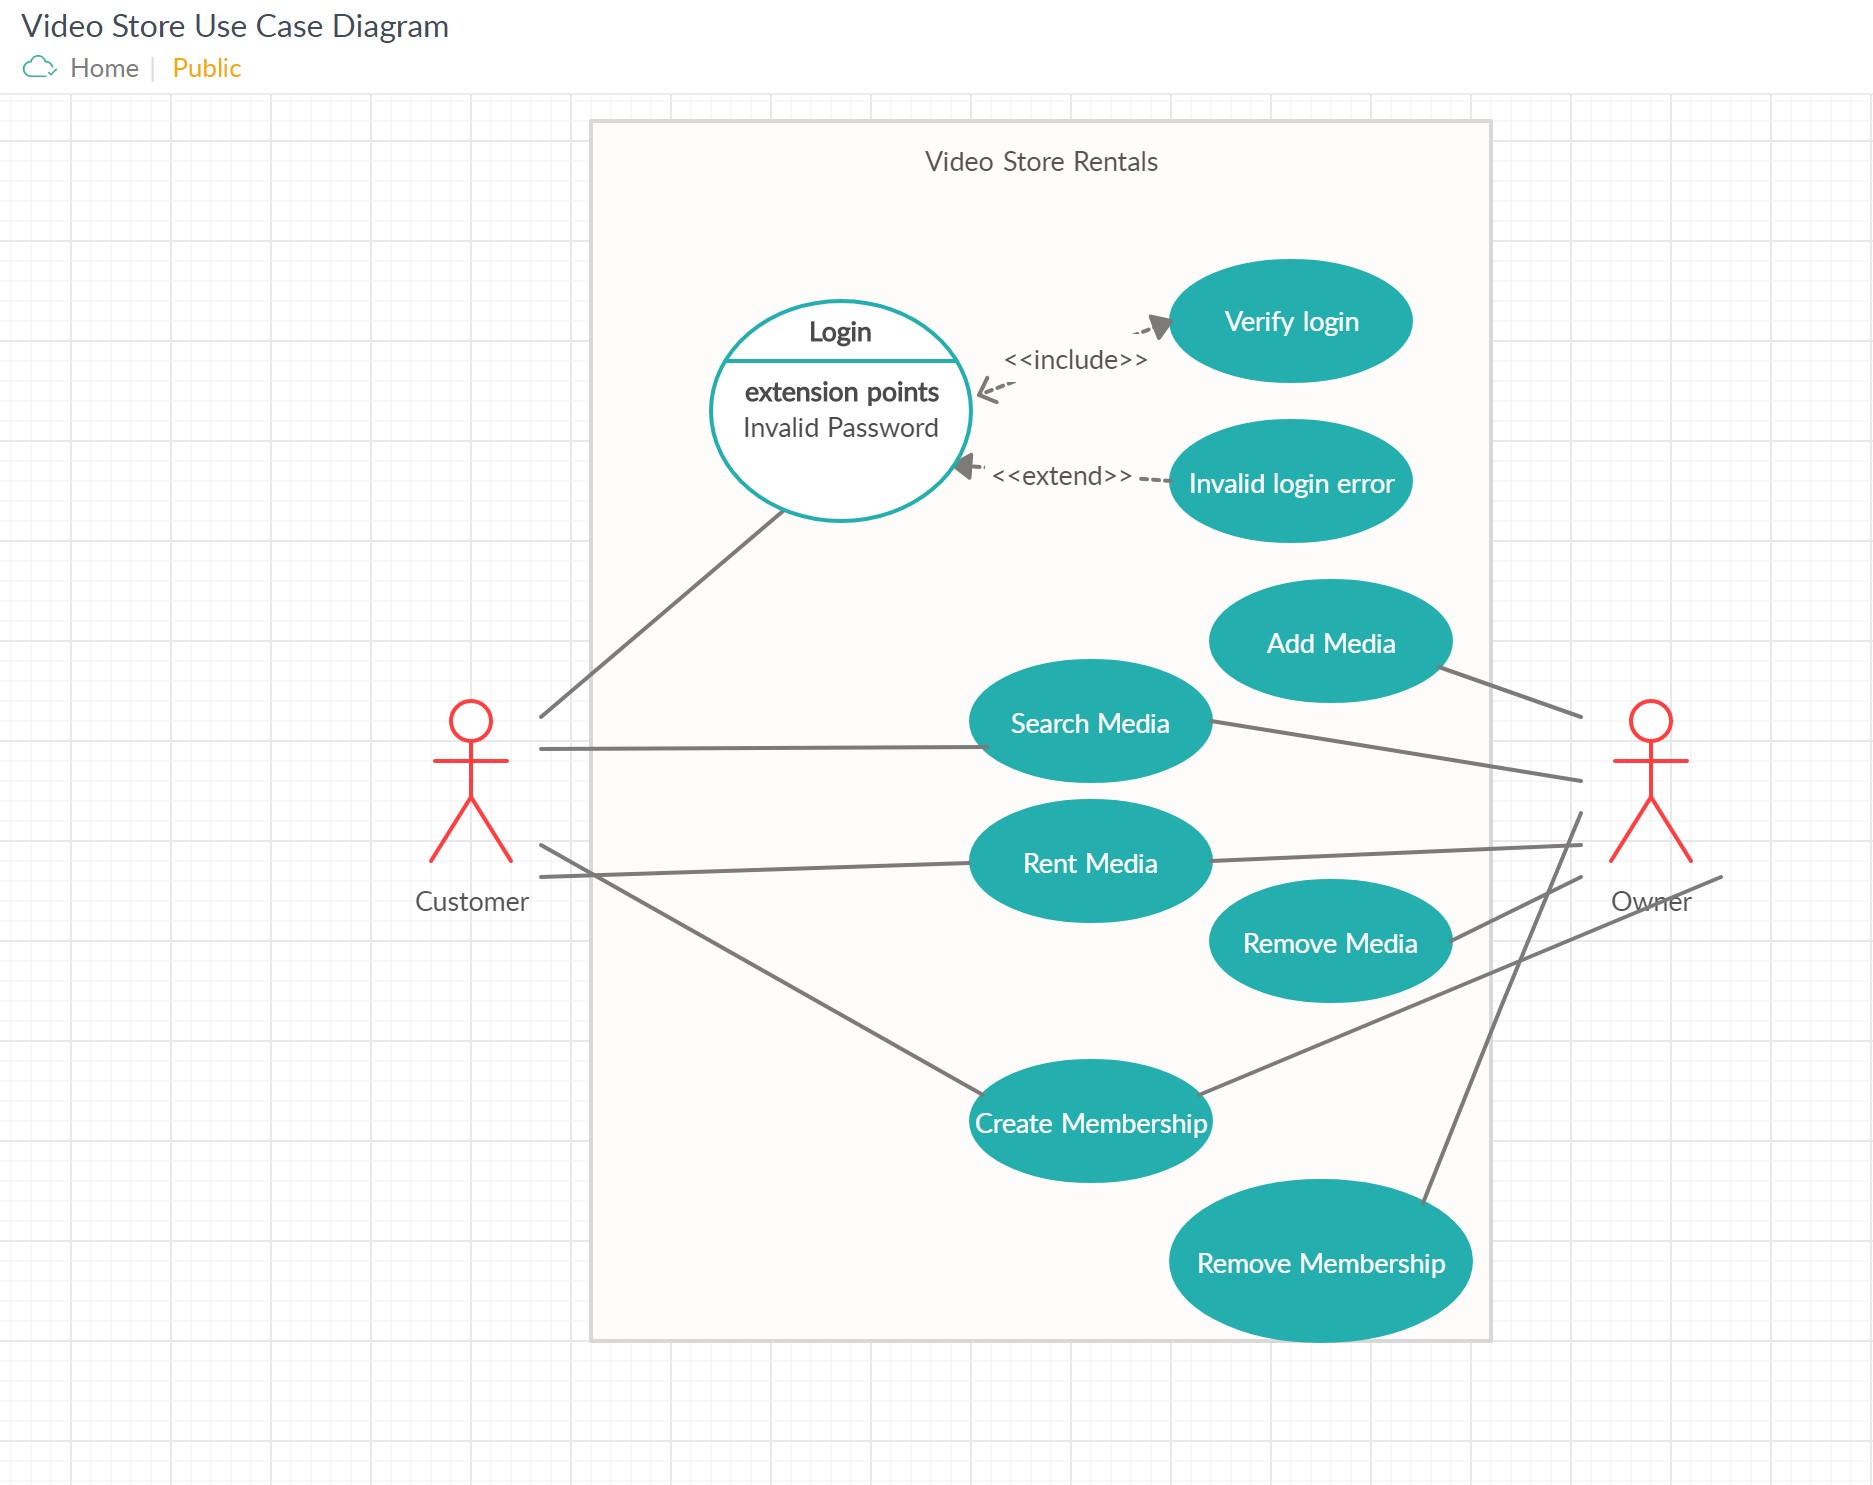 Video Store Use Case Diagram
Home | Public
Video Store Rentals
Login
extension points
Invalid Password
<<include>>
Verify login
<<extend>>
Invalid login error
Add Media
Search Media
Rent Media
Customer
Owner
Remove Media
Create Membership
Remove Membership